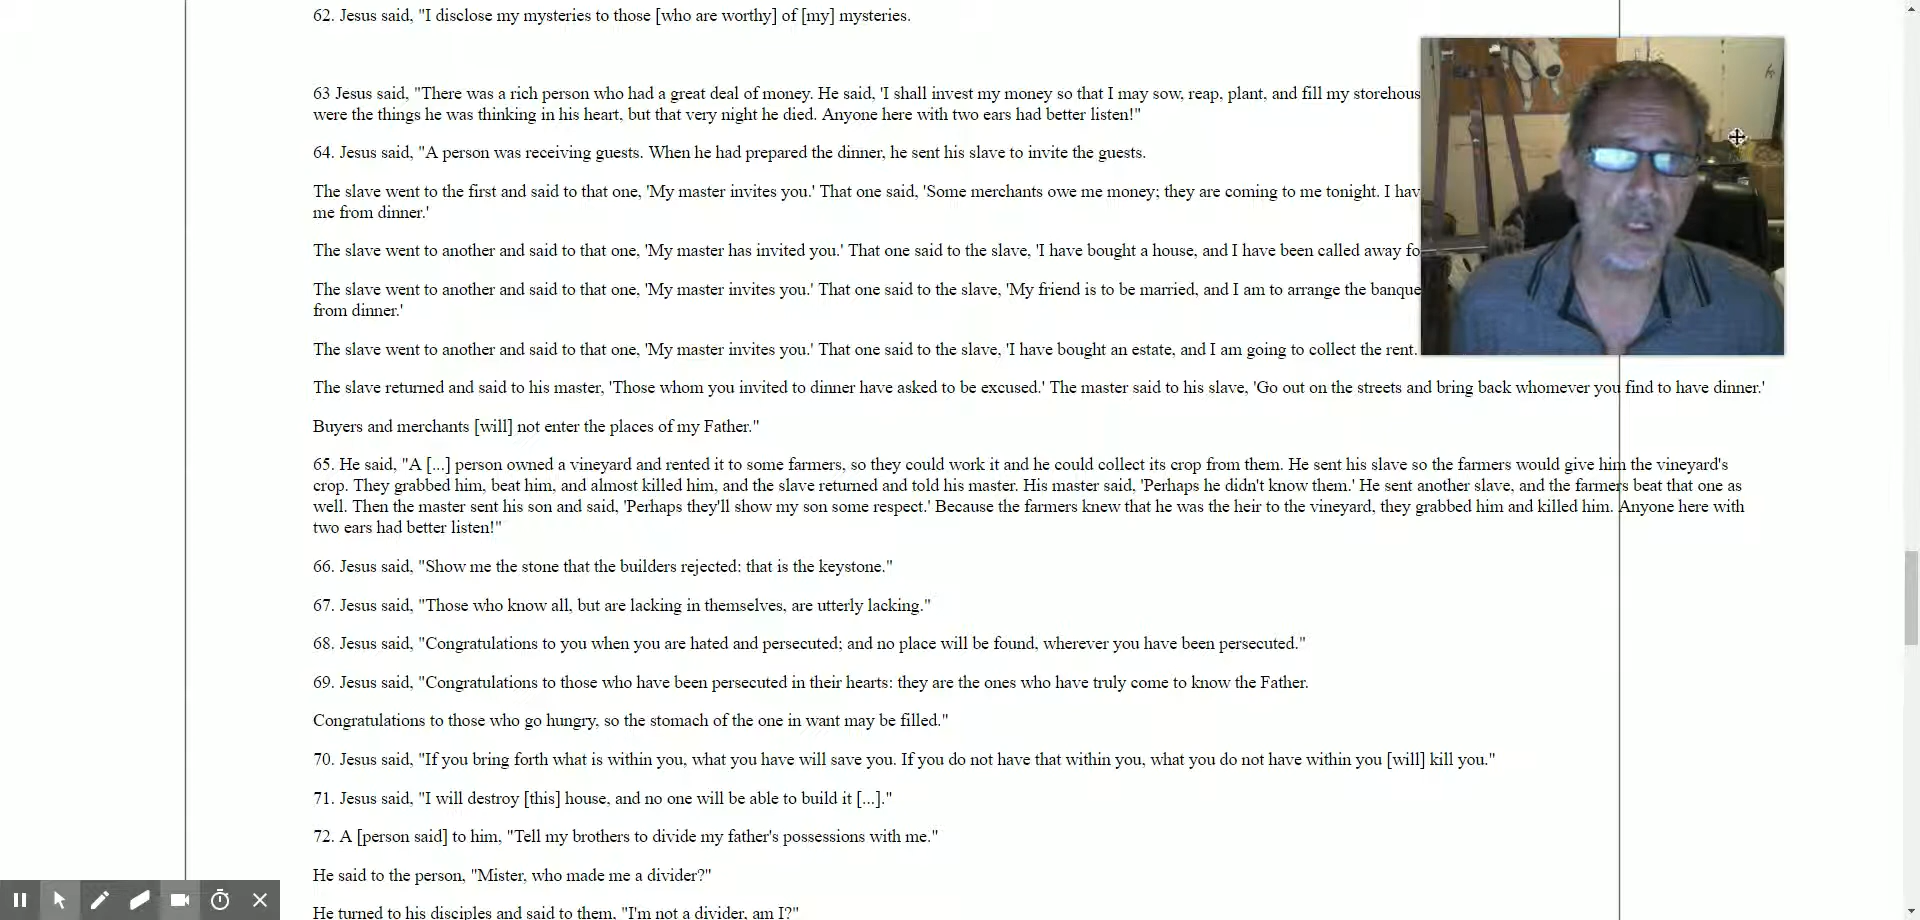 62. Jesus said, "I disclose my mysteries to those [who are worthy] of [my] mysteries.
63 Jesus said, "There was a rich person who had a great deal of money. He said, 'I shall invest my money so that I may sow, reap, plant, and fill my storehous
were the things he was thinking in his heart, but that very night he died. Anyone here with two ears had better listen!"
64. Jesus said, "A person was receiving guests. When he had prepared the dinner, he sent his slave to invite the guests.
The slave went to the first and said to that one, 'My master invites you.' That one said, 'Some merchants owe me money; they are coming to me tonight. I hav
me from dinner.'
The slave went to another and said to that one, 'My master has invited you.' That one said to the slave, 'I have bought a house, and I have been called away fo
The slave went to another and said to that one, 'My master invites you.' That one said to the slave, 'My friend is to be married, and I am to arrange the banque
from dinner.'
The slave went to another and said to that one, 'My master invites you.' That one said to the slave, 'I have bought an estate, and I am going to collect the rent.
The slave returned and said to his master, 'Those whom you invited to dinner have asked to be excused.' The master said to his slave, 'Go out on the streets and bring back whomever you find to have dinner.'
Buyers and merchants [will] not enter the places of my Father."
65. He said, "A [...] person owned a vineyard and rented it to some farmers, so they could work it and he could collect its crop from them. He sent his slave so the farmers would give him the vineyard's
crop. They grabbed him, beat him, and almost killed him, and the slave returned and told his master. His master said, 'Perhaps he didn't know them.' He sent another slave, and the farmers beat that one as
well. Then the master sent his son and said, 'Perhaps they'll show my son some respect.' Because the farmers knew that he was the heir to the vineyard, they grabbed him and killed him. Anyone here with
two ears had better listen!"
66. Jesus said, "Show me the stone that the builders rejected: that is the keystone."
67. Jesus said, "Those who know all, but are lacking in themselves, are utterly lacking."
68. Jesus said, "Congratulations to you when you are hated and persecuted; and no place will be found, wherever you have been persecuted."
69. Jesus said, "Congratulations to those who have been persecuted in their hearts: they are the ones who have truly come to know the Father.
Congratulations to those who go hungry, so the stomach of the one in want may be filled."
70. Jesus said, "If you bring forth what is within you, what you have will save you. If you do not have that within you, what you do not have within you [will] kill you."
71. Jesus said, "I will destroy [this] house, and no one will be able to build it [...]."
72. A [person said] to him, "Tell my brothers to divide my father's possessions with me."
He said to the person, "Mister, who made me a divider?"
He turned to his disciples and said to them, "I'm not a divider, am I?"